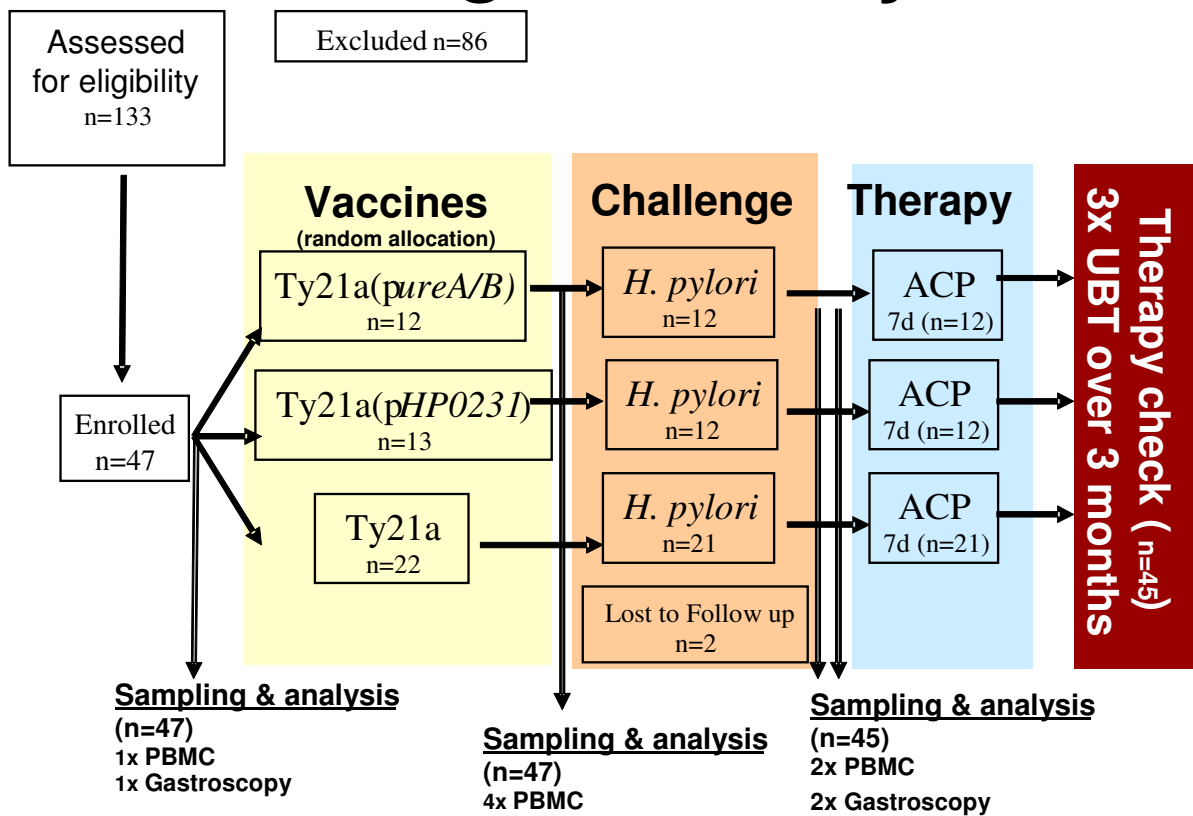 Assessed
for eligibility
n=133
Excluded n=86
Enrolled
n=47
Vaccines
(random allocation)
Ty21a(pureA/B)
n=12
Ty21a(pHP0231)
n=13
Ty21a
n=22
Challenge
H. pylori
n=12
H. pylori
n=12
H. pylori
n=21
Lost to Follow up
n=2
Therapy
ACP
7d (n=12)
ACP
7d (n=12)
ACP
7d (n=21)
Therapy check ( n=45)
3x UBT over 3 months
Sampling & analysis
(n=47)
1x PBMC
1x Gastroscopy
Sampling & analysis
(n=47)
4x PBMC
Sampling & analysis
(n=45)
2x PBMC
2x Gastroscopy